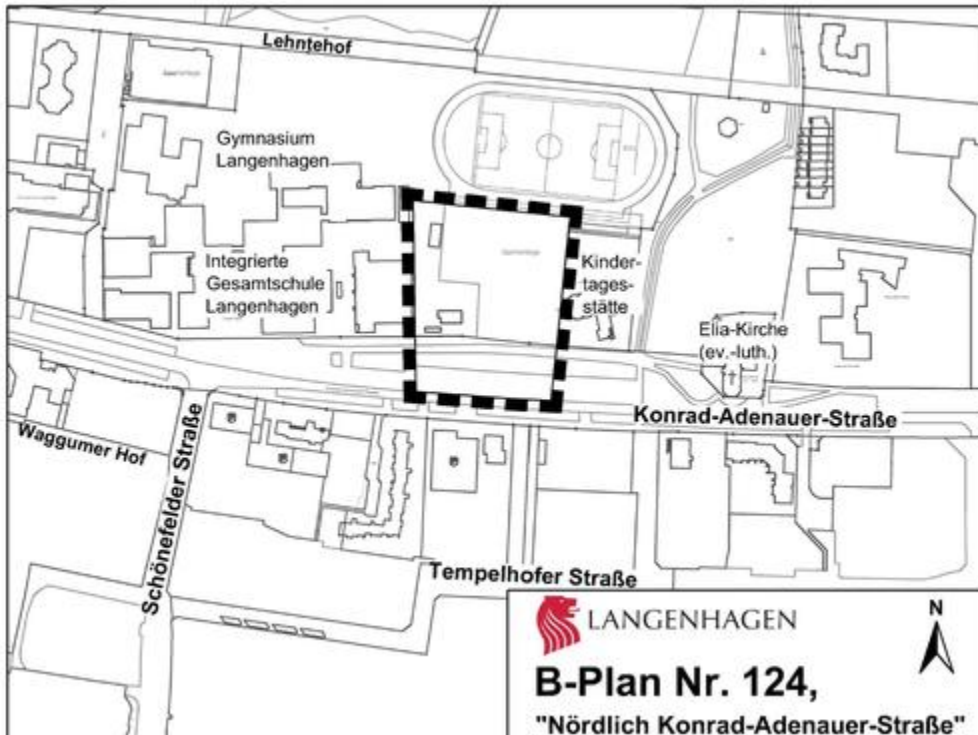 Lehntehof
Gymnasium
Langenhagen
Integrierte
Gesamtschule
Langenhagen
Kinder-
tages-
stätte
Elia-Kirche
(ev.-luth.)
Konrad-Adenauer-Straße
Waggumer Hof
Schönefelder Straße
Tempelhofer Straße
LANGENHAGEN
N
B-Plan Nr. 124,
"Nördlich Konrad-Adenauer-Straße"